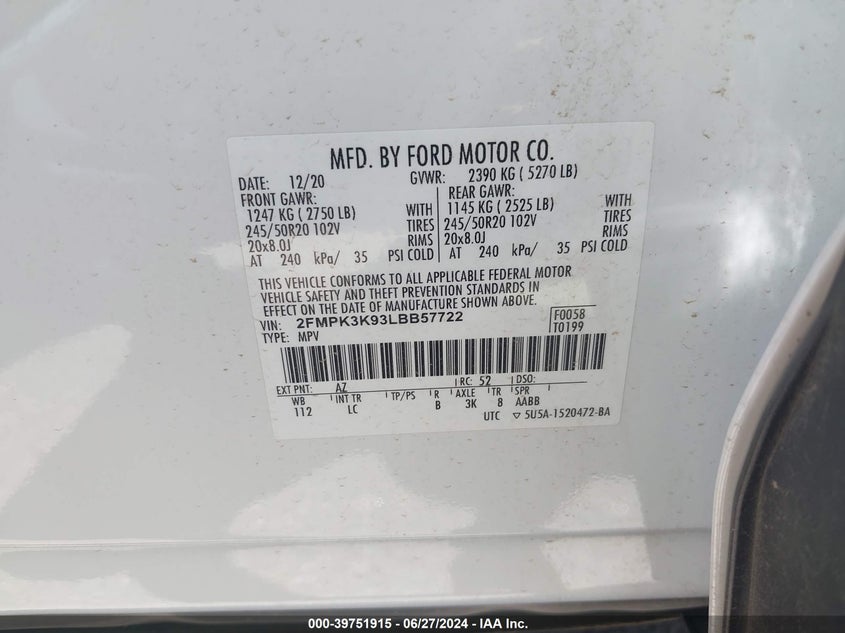 MFD. BY FORD MOTOR CO.
DATE: 12/20 GVWR: 2390 KG ( 5270 LB)
FRONT GAWR: REAR GAWR:
1247 KG ( 2750 LB) WITH 1145 KG ( 2525 LB) WITH
245/50R20 102V TIRES 245/50R20 102V TIRES
20x8.0J RIMS 20x8.0J RIMS
AT 240 kPa/ 35 PSI COLD AT 240 kPa/ 35 PSI COLD
THIS VEHICLE CONFORMS TO ALL APPLICABLE FEDERAL MOTOR
VEHICLE SAFETY AND THEFT PREVENTION STANDARDS IN
EFFECT ON THE DATE OF MANUFACTURE SHOWN ABOVE.
VIN: 2FMPK3K93LBB57722 F0058
TYPE: MPV T0199
EXT PNT: AZ RC: 52 DSO:
WB INT TR TP/PS R AXLE TR SPR
112 LC B 3K 8 AABB
UTC ▽ 5U5A-1520472-BA
000-39751915 - 06/27/2024 - IAA Inc.